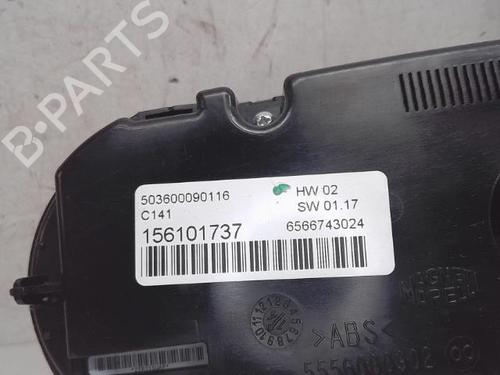 B-PARTS
503600090116
C141
156101737
HW 02
SW 01.17
6566743024
MAGNETI
MARELLI
>ABS<